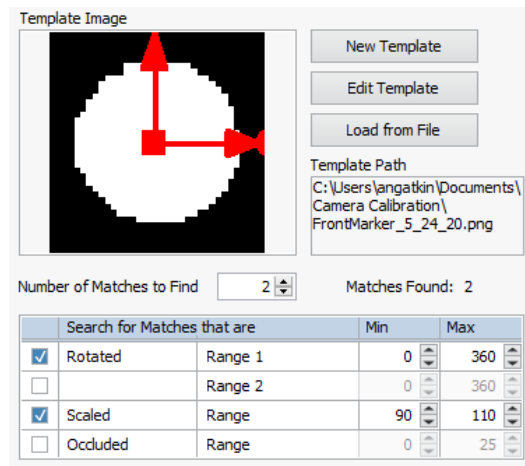 Template Image
New Template
Edit Template
Load from File
Template Path
C:\Users\angatkin\Documents\
Camera Calibration\
FrontMarker_5_24_20.png
Number of Matches to Find 2 Matches Found: 2
Search for Matches that are Min Max
Rotated Range 1 0 360
Range 2 0 360
Scaled Range 90 110
Occluded Range 0 25